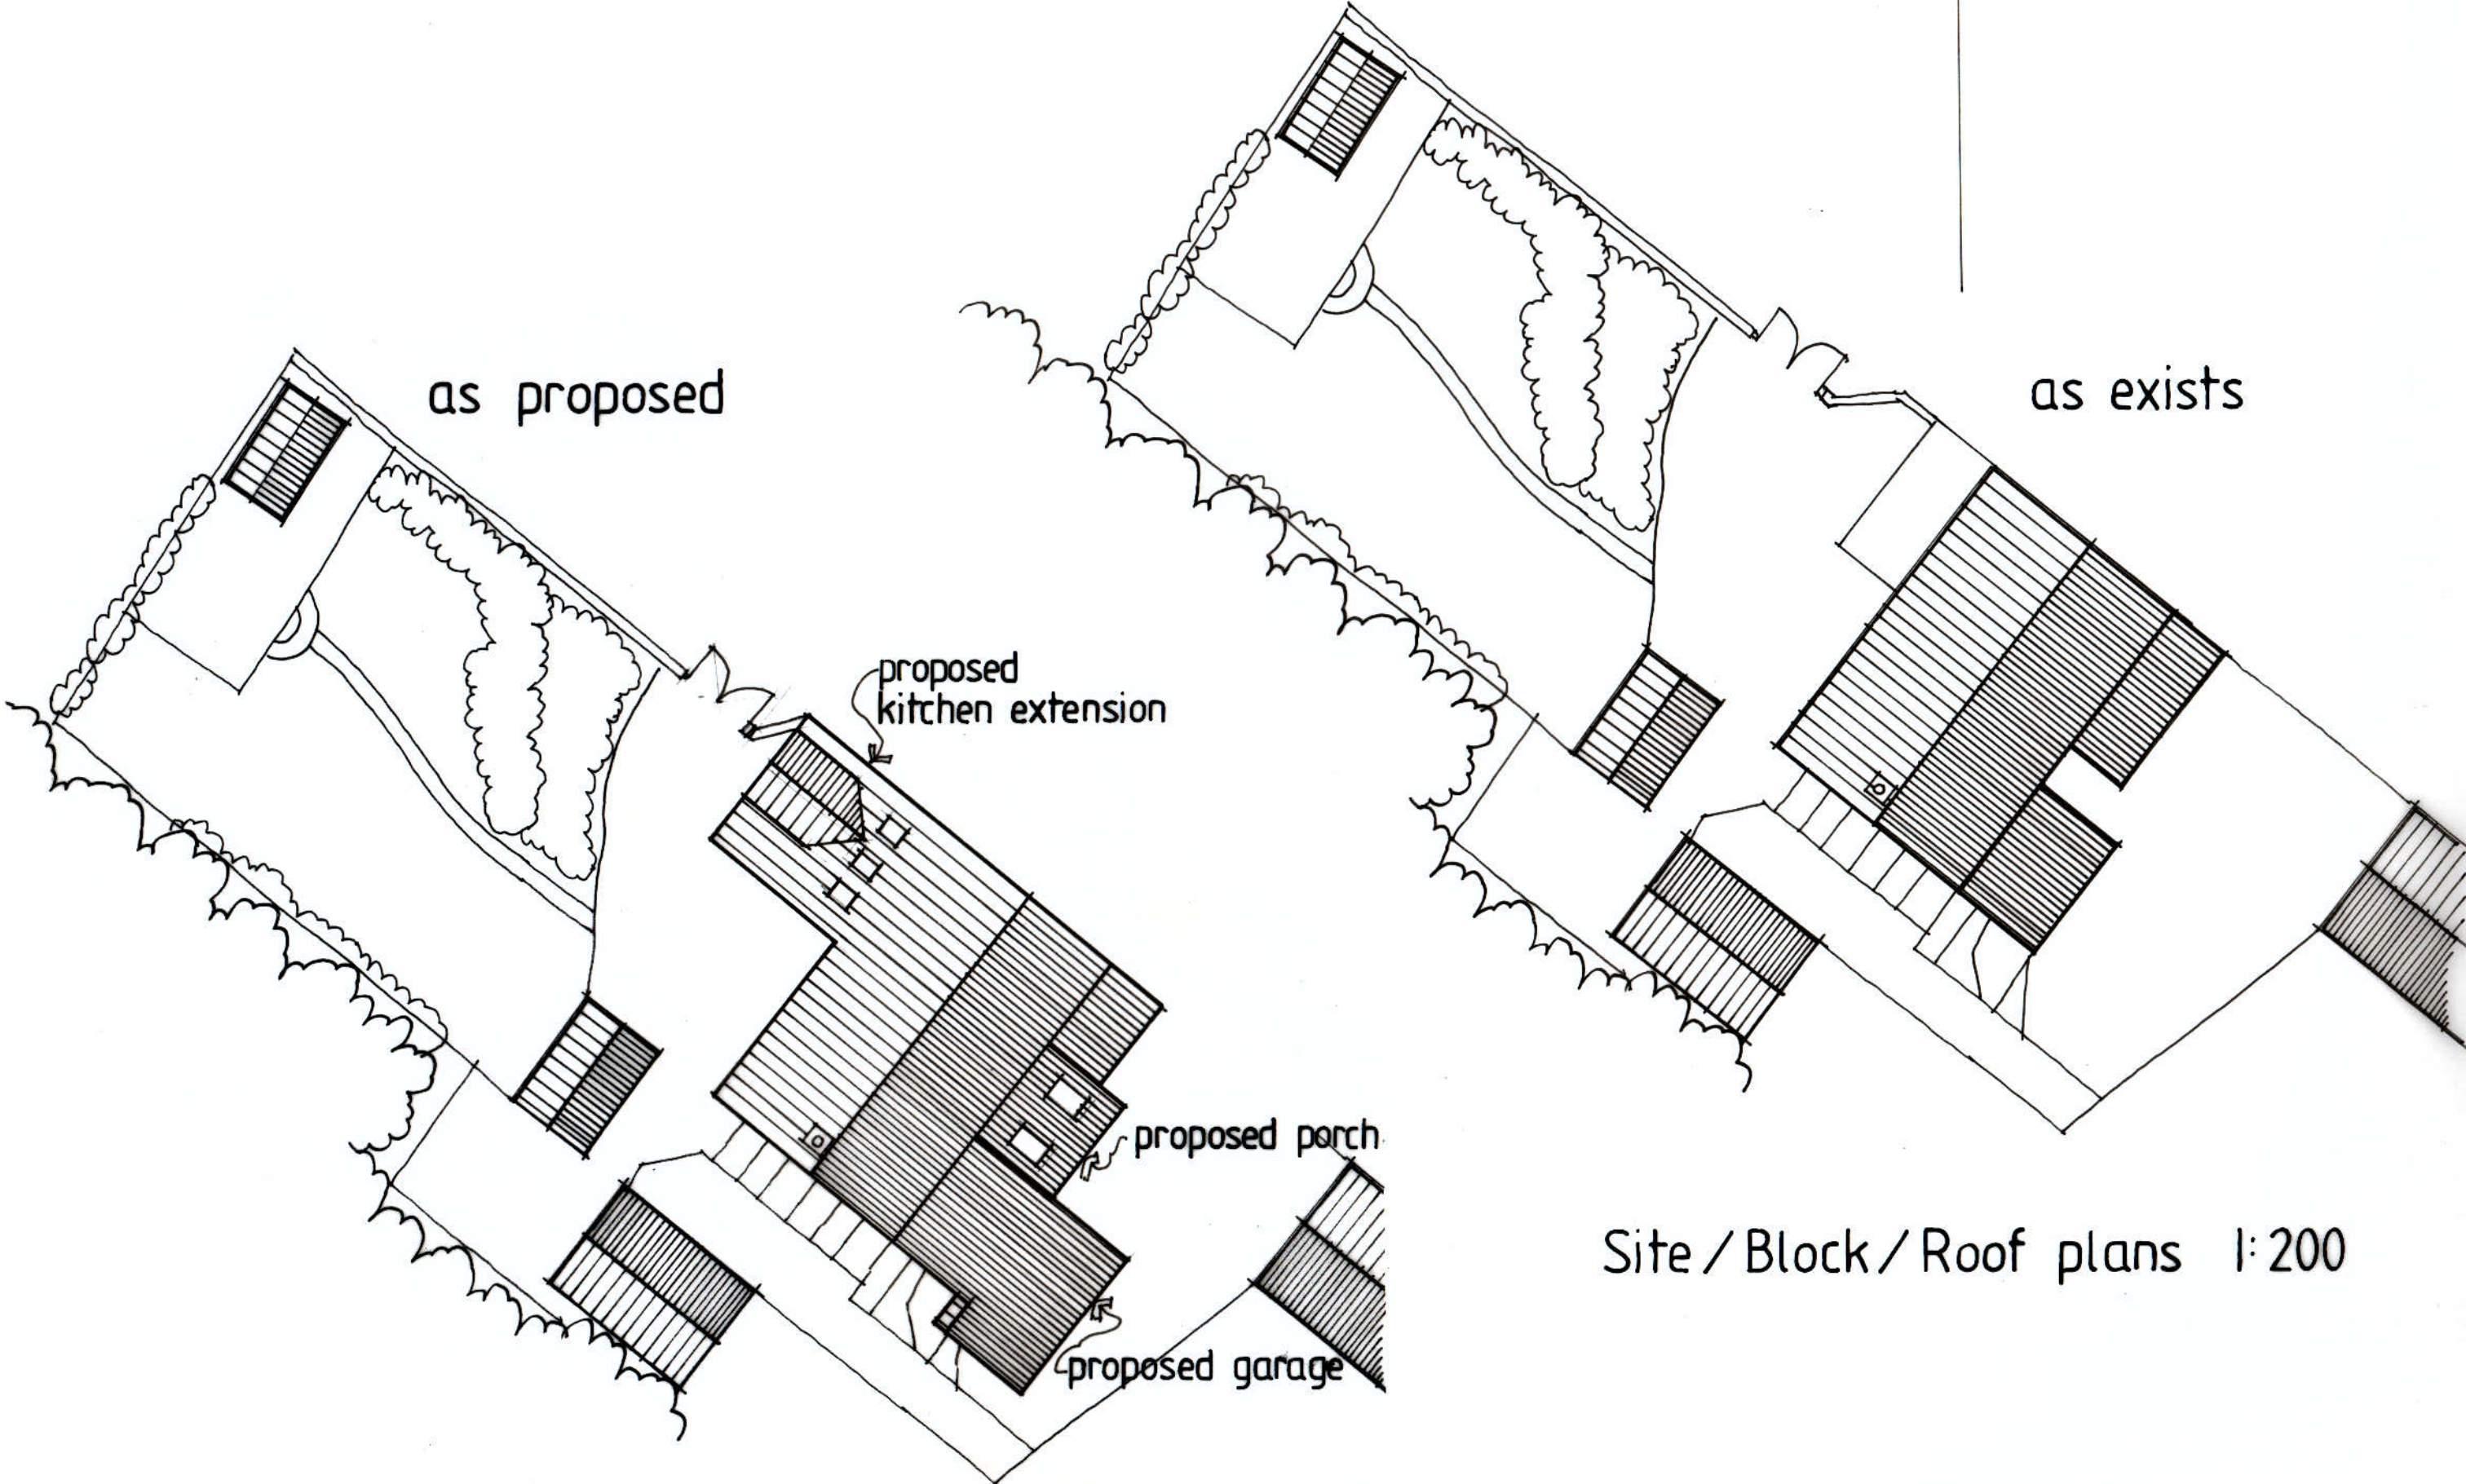 as proposed
as exists
proposed
kitchen extension
proposed porch
proposed garage
Site / Block / Roof plans 1:200